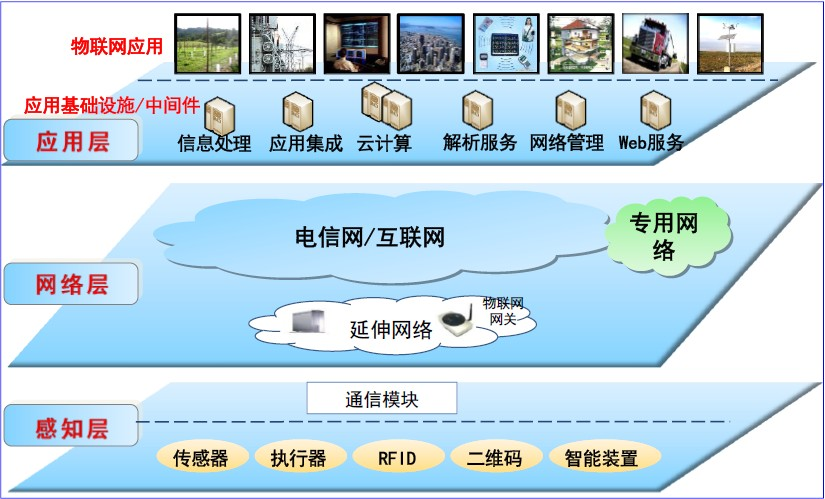 物联网应用
应用基础设施/中间件
应用层
信息处理
应用集成
云计算
解析服务
网络管理
Web服务
电信网/互联网
专用网
络
网络层
物联网
网关
延伸网络
通信模块
感知层
传感器
执行器
RFID
二维码
智能装置